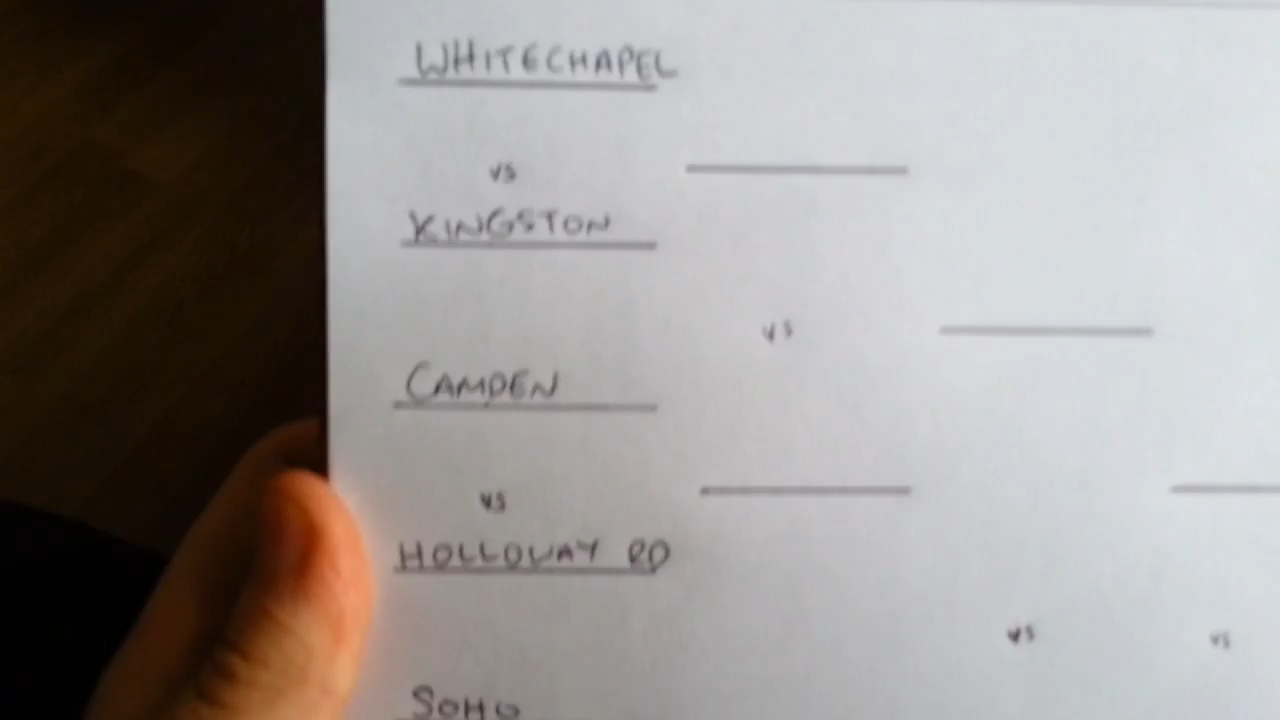 WHITECHAPEL
vs
KINGSTON
vs
CAMDEN
vs
HOLLOWAY RD
vs
vs
SOHO